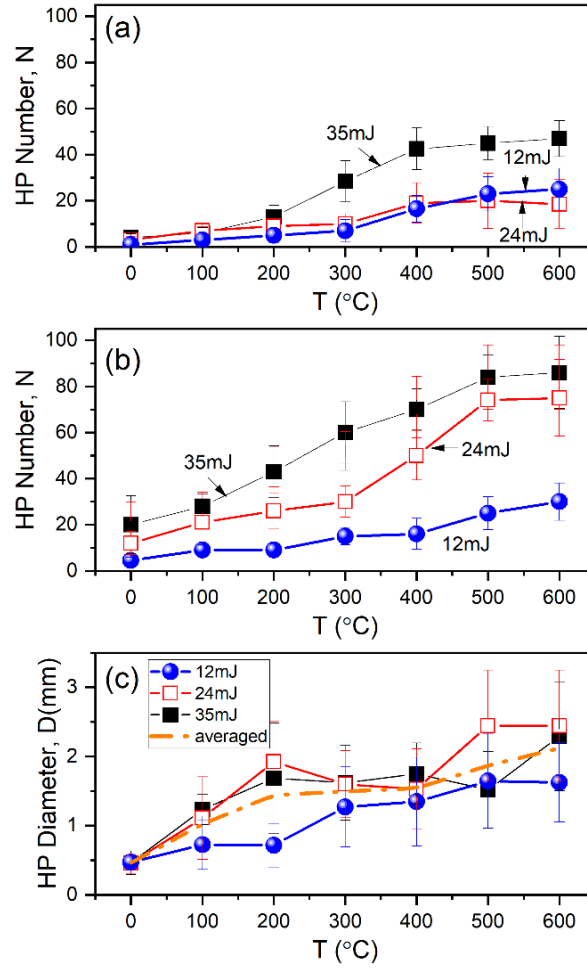 (a)
HP Number, N
100
80
60
40
20
0
35mJ
12mJ
24mJ
0 100 200 300 400 500 600
T (°C)
(b)
HP Number, N
100
80
60
40
20
0
35mJ
24mJ
12mJ
0 100 200 300 400 500 600
T (°C)
(c)
HP Diameter, D(mm)
3
2
1
0
12mJ
24mJ
35mJ
averaged
0 100 200 300 400 500 600
T (°C)